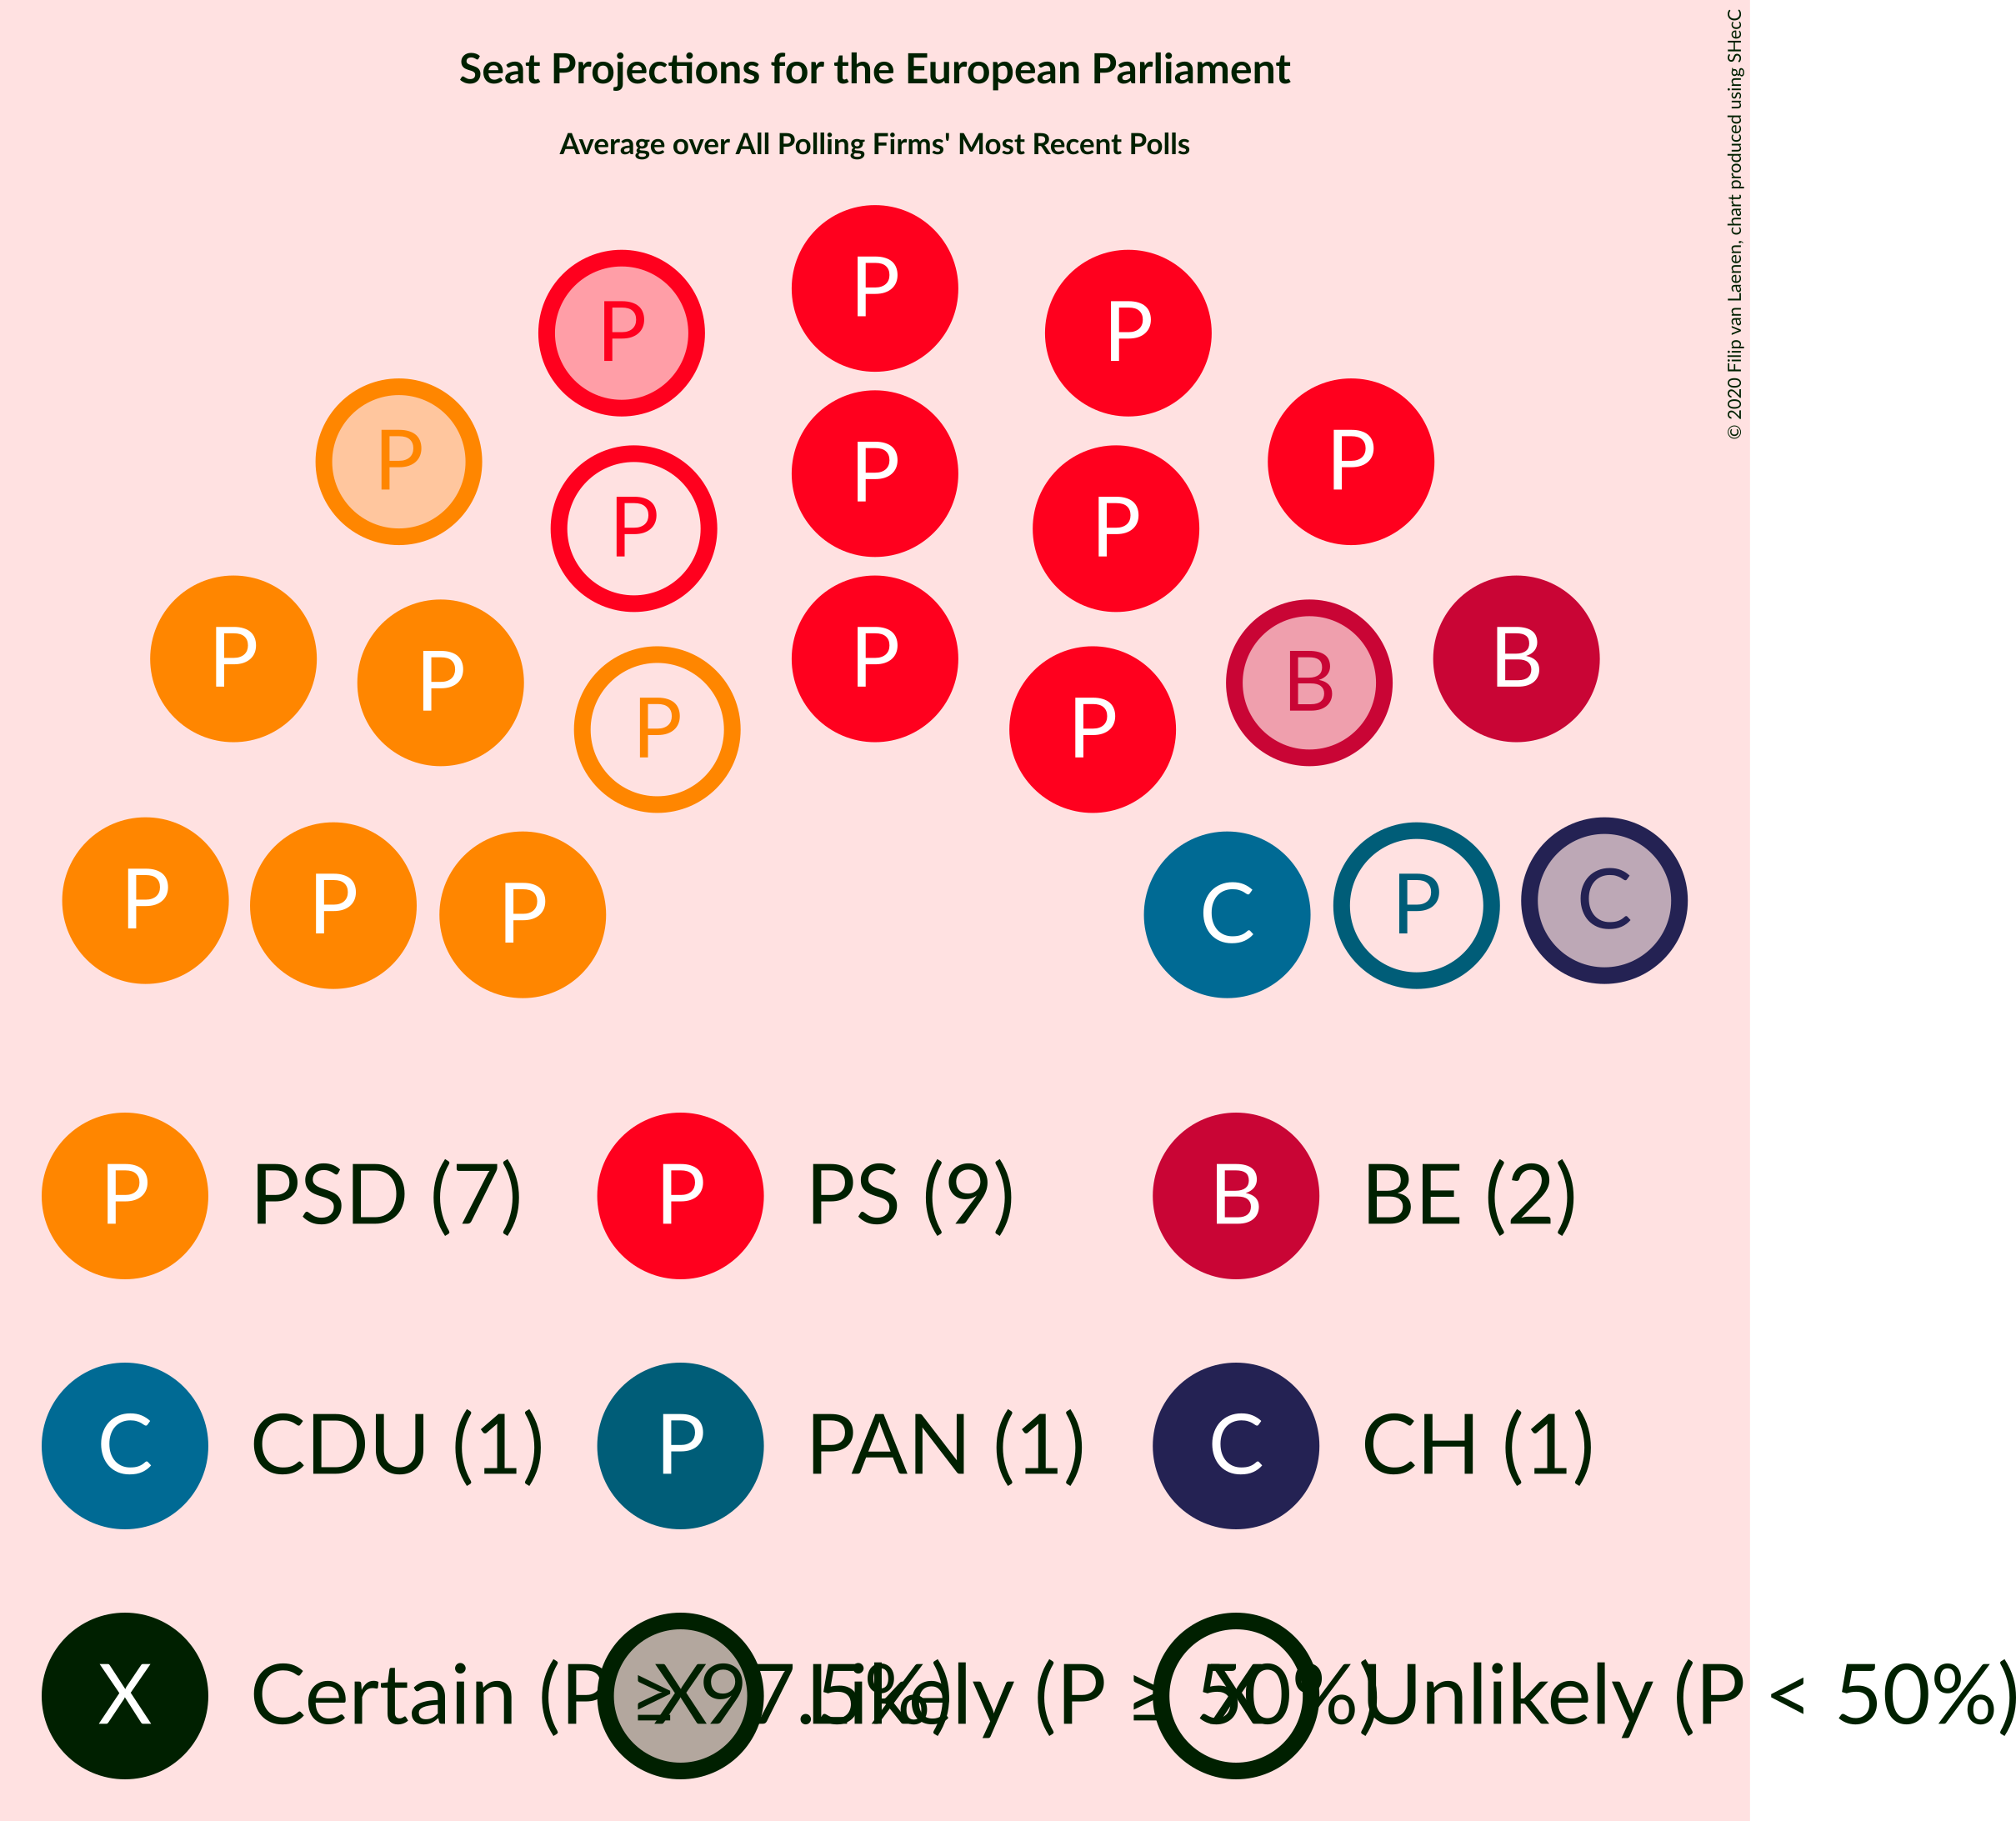 Seat Projections for the European Parliament
Average over All Polling Firms' Most Recent Polls
© 2020 Filip van Laenen, chart produced using SHecC
P
P P
P P
P
P P
P P P B B
P P
P P P C P C
P PSD (7) P PS (9) B BE (2)
C CDU (1) P PAN (1) C CH (1)
X Certain (P ≥ 97.5%) X Likely (P ≥ 50%) X Unlikely (P < 50%)